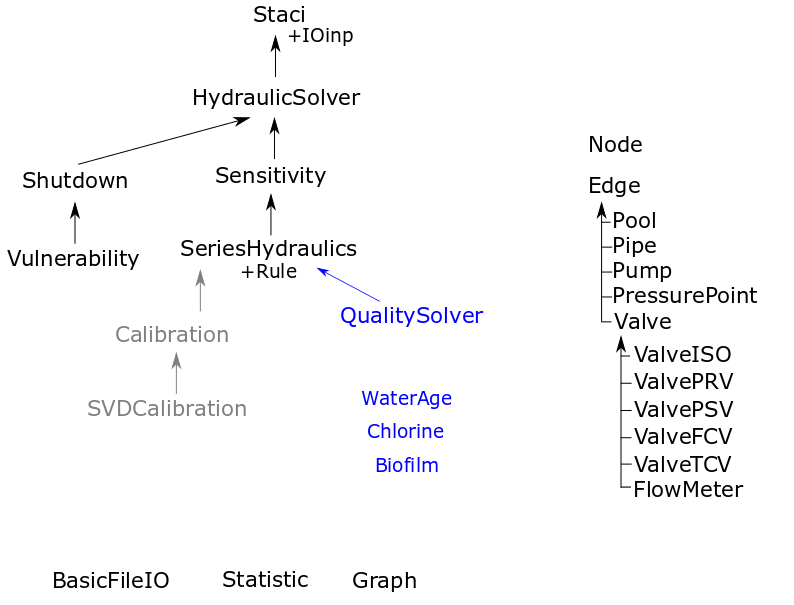 Staci
+IOinp
HydraulicSolver
Shutdown
Sensitivity
Vulnerability
SeriesHydraulics
+Rule
QualitySolver
Calibration
SVDCalibration
WaterAge
Chlorine
Biofilm
Node
Edge
Pool
Pipe
Pump
PressurePoint
Valve
ValveISO
ValvePRV
ValvePSV
ValveFCV
ValveTCV
FlowMeter
BasicFileIO
Statistic
Graph